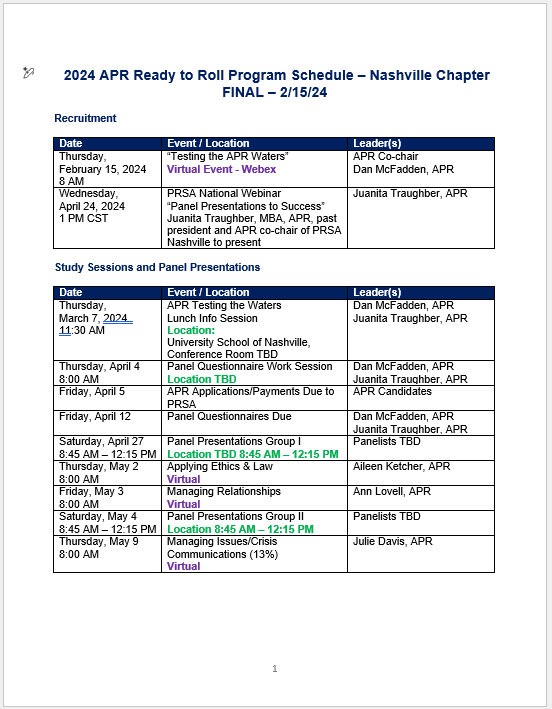 2024 APR Ready to Roll Program Schedule – Nashville Chapter
FINAL – 2/15/24
Recruitment
Date Event / Location Leader(s)
Thursday,
February 15, 2024
8 AM
“Testing the APR Waters”
Virtual Event - Webex
APR Co-chair
Dan McFadden, APR
Wednesday,
April 24, 2024
1 PM CST
PRSA National Webinar
“Panel Presentations to Success”
Juanita Traughber, MBA, APR, past
president and APR co-chair of PRSA
Nashville to present
Juanita Traughber, APR
Study Sessions and Panel Presentations
Date Event / Location Leader(s)
Thursday,
March 7, 2024
11:30 AM
APR Testing the Waters
Lunch Info Session
Location:
University School of Nashville,
Conference Room TBD
Dan McFadden, APR
Juanita Traughber, APR
Thursday, April 4
8:00 AM
Panel Questionnaire Work Session
Location TBD
Dan McFadden, APR
Juanita Traughber, APR
Friday, April 5
APR Applications/Payments Due to
PRSA
APR Candidates
Friday, April 12
Panel Questionnaires Due
Dan McFadden, APR
Juanita Traughber, APR
Saturday, April 27
8:45 AM – 12:15 PM
Panel Presentations Group I
Location TBD 8:45 AM – 12:15 PM
Panelists TBD
Thursday, May 2
8:00 AM
Applying Ethics & Law
Virtual
Aileen Ketcher, APR
Friday, May 3
8:00 AM
Managing Relationships
Virtual
Ann Lovell, APR
Saturday, May 4
8:45 AM – 12:15 PM
Panel Presentations Group II
Location 8:45 AM – 12:15 PM
Panelists TBD
Thursday, May 9
8:00 AM
Managing Issues/Crisis
Communications (13%)
Virtual
Julie Davis, APR
1